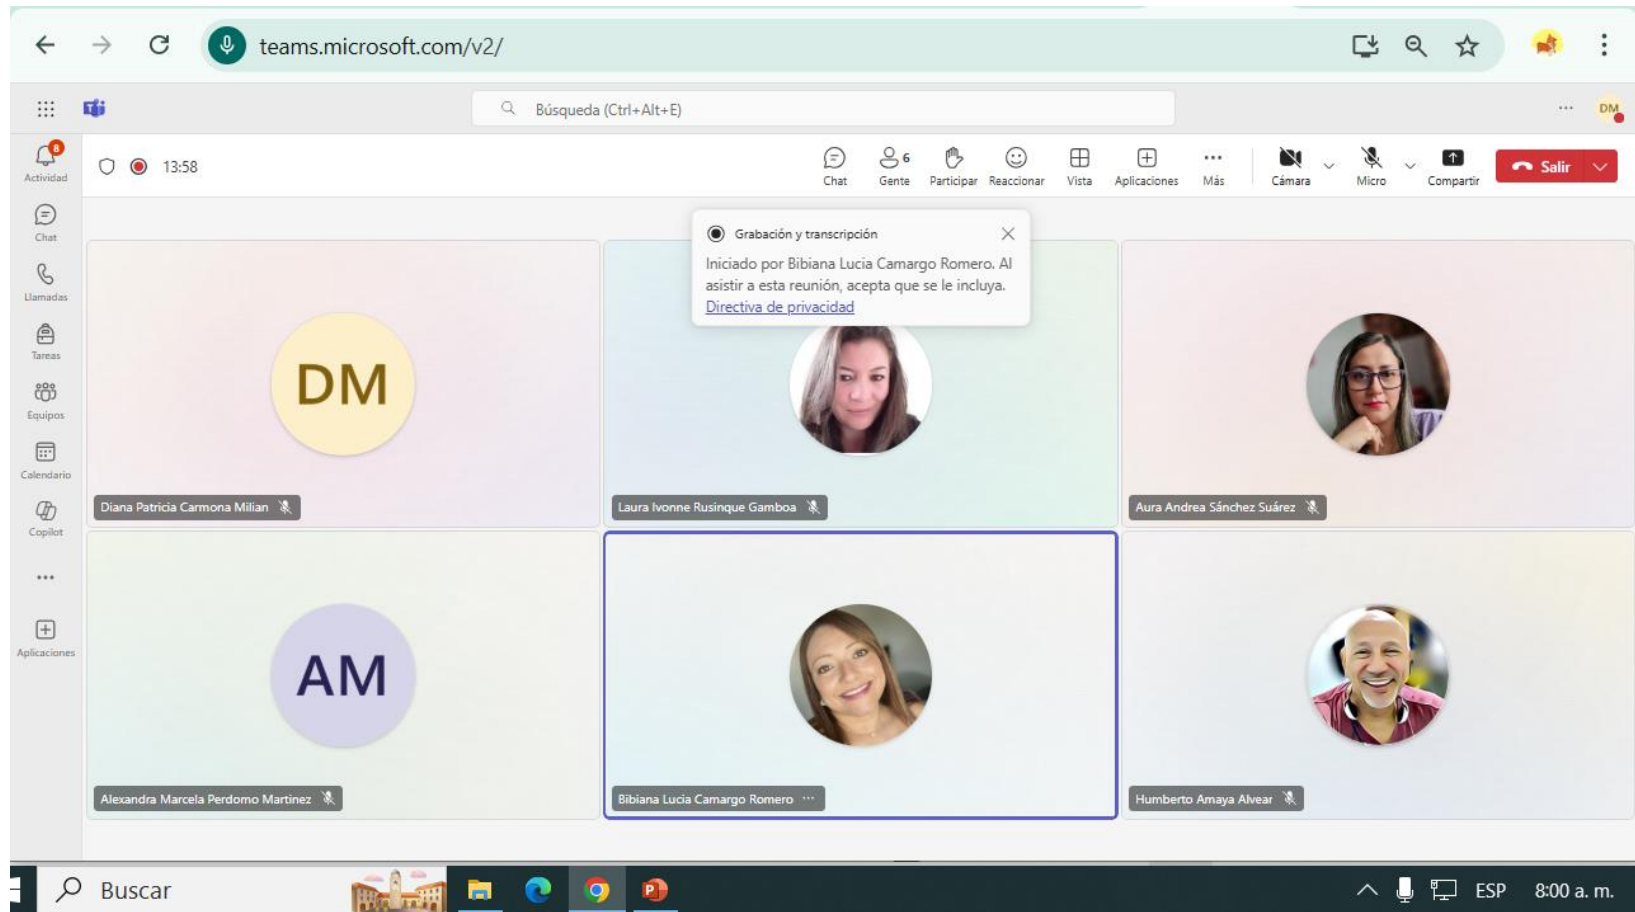 teams.microsoft.com/v2/
Búsqueda (Ctrl+Alt+E)
DM
8
Actividad
13:58
Chat
Gente
6
Participar
Reaccionar
Vista
Aplicaciones
Más
Cámara
Micro
Compartir
Salir
Chat
Llamadas
Tareas
Equipos
Calendario
Copilot
Aplicaciones
Grabación y transcripción
Iniciado por Bibiana Lucia Camargo Romero. Al
asistir a esta reunión, acepta que se le incluya.
Directiva de privacidad
DM
Diana Patricia Carmona Milian
Laura Ivonne Rusinque Gamboa
Aura Andrea Sánchez Suárez
AM
Alexandra Marcela Perdomo Martinez
Bibiana Lucia Camargo Romero
Humberto Amaya Alvear
Buscar
ESP
8:00 a. m.